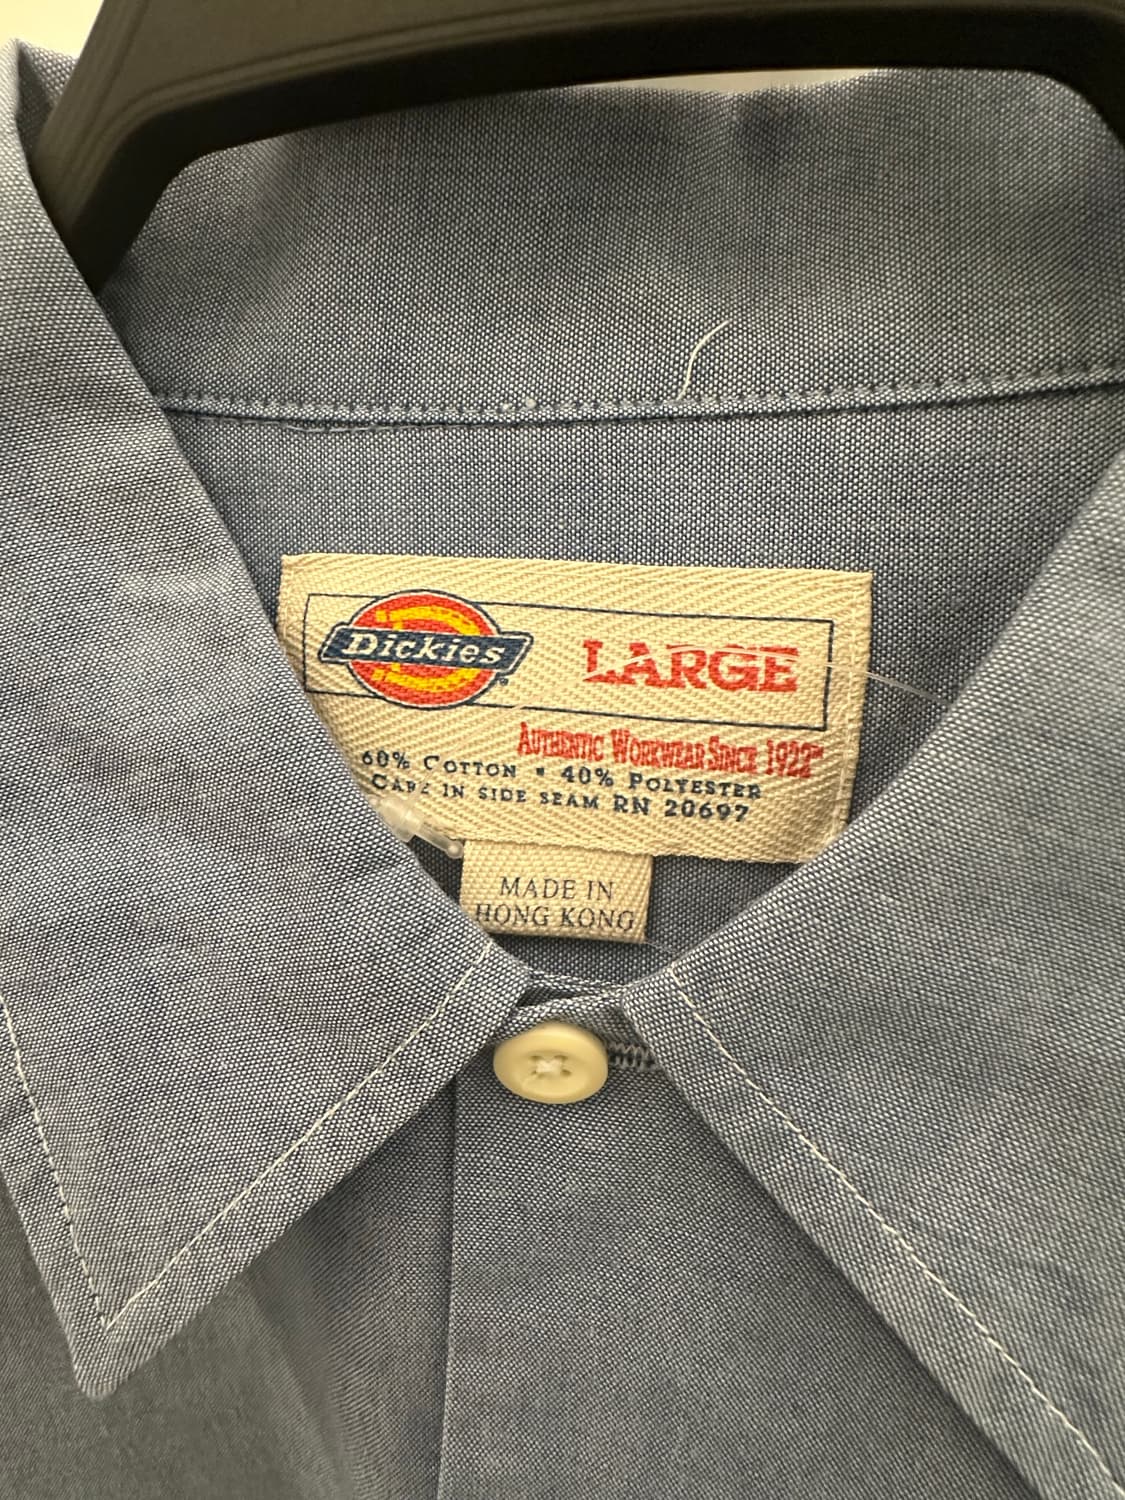 Dickies
LARGE
AUTHENTIC WORKWEAR SINCE 1922™
60% COTTON • 40% POLYESTER
CARE IN SIDE SEAM RN 20697
MADE IN
HONG KONG